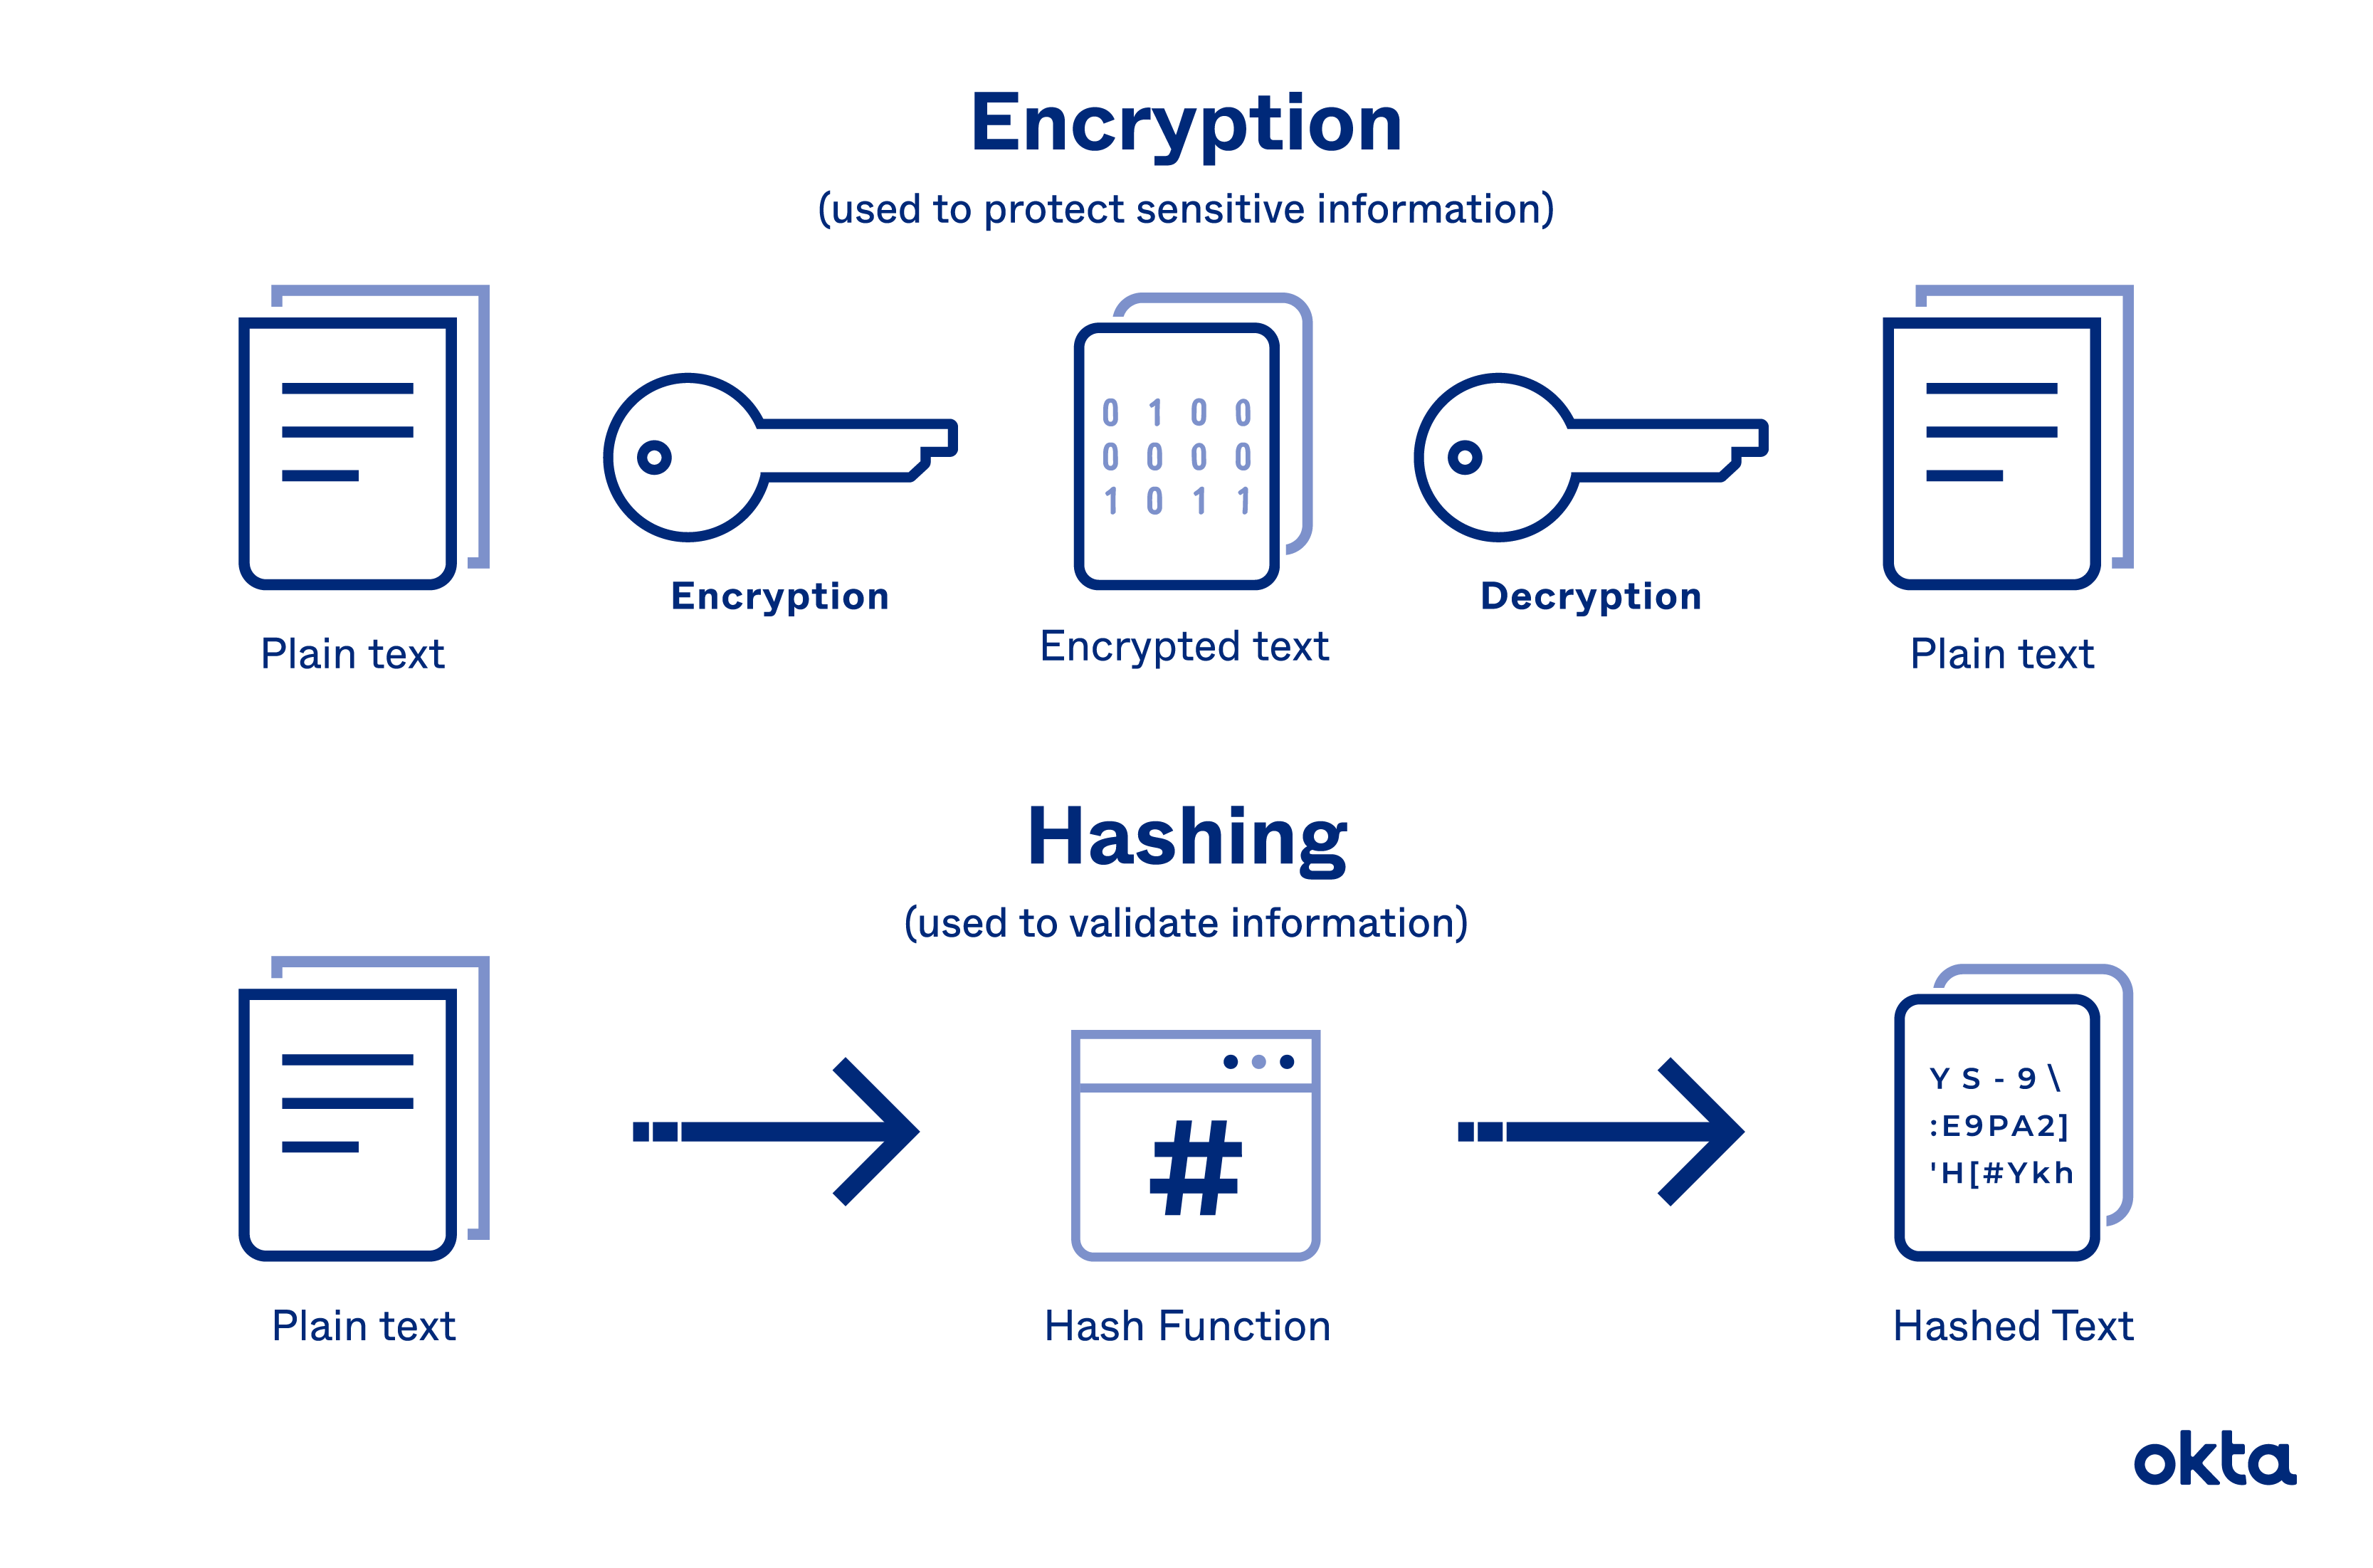 Encryption
(used to protect sensitive information)
0 1 0 0
0 0 0 0
1 0 1 1
Encryption
Decryption
Plain text
Encrypted text
Plain text
Hashing
(used to validate information)
#
Y S - 9 \
:E9PA2]
'H[#Ykh
Plain text
Hash Function
Hashed Text
okta